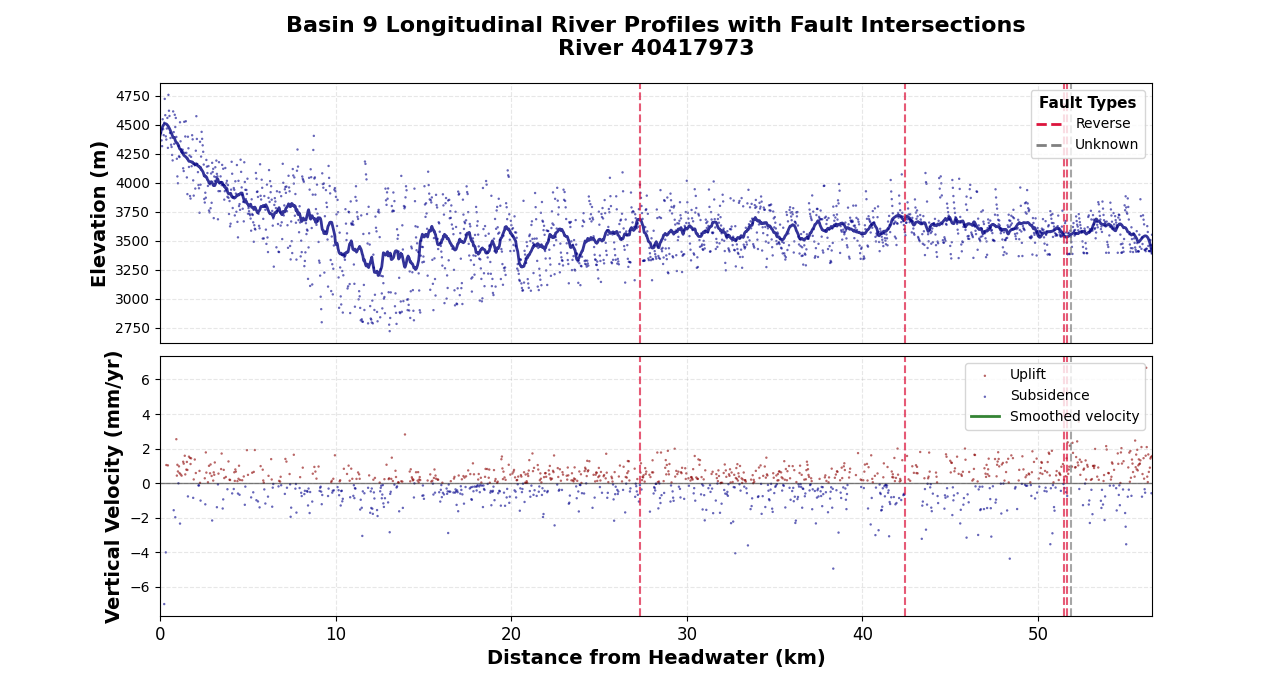 Basin 9 Longitudinal River Profiles with Fault Intersections
River 40417973
Elevation (m)
4750
4500
4250
4000
3750
3500
3250
3000
2750
Fault Types
Reverse
Unknown
Vertical Velocity (mm/yr)
6
4
2
0
−2
−4
−6
Uplift
Subsidence
Smoothed velocity
0
10
20
30
40
50
Distance from Headwater (km)